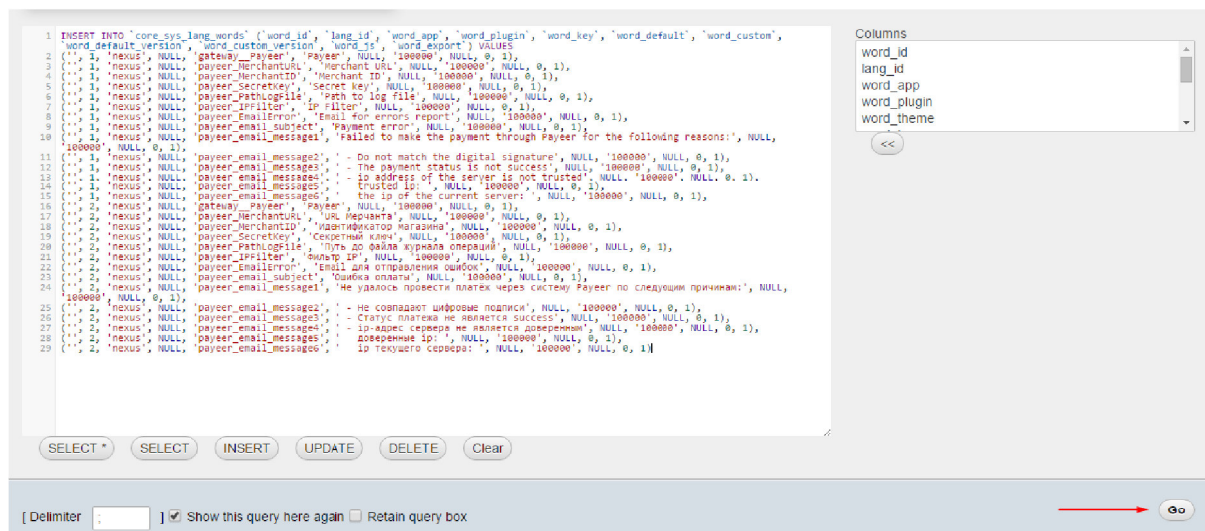 1 INSERT INTO `core_sys_lang_words` (`word_id`, `lang_id`, `word_app`, `word_plugin`, `word_key`, `word_default`, `word_custom`,
`word_default_version`, `word_custom_version`, `word_js`, `word_export`) VALUES
2 ('', 1, 'nexus', NULL, 'gateway__Payeer', 'Payeer', NULL, '100000', NULL, 0, 1),
3 ('', 1, 'nexus', NULL, 'payeer_MerchantURL', 'Merchant URL', NULL, '100000', NULL, 0, 1),
4 ('', 1, 'nexus', NULL, 'payeer_MerchantID', 'Merchant ID', NULL, '100000', NULL, 0, 1),
5 ('', 1, 'nexus', NULL, 'payeer_SecretKey', 'Secret key', NULL, '100000', NULL, 0, 1),
6 ('', 1, 'nexus', NULL, 'payeer_PathLogFile', 'Path to log file', NULL, '100000', NULL, 0, 1),
7 ('', 1, 'nexus', NULL, 'payeer_IPFilter', 'IP Filter', NULL, '100000', NULL, 0, 1),
8 ('', 1, 'nexus', NULL, 'payeer_EmailError', 'Email for errors report', NULL, '100000', NULL, 0, 1),
9 ('', 1, 'nexus', NULL, 'payeer_email_subject', 'Payment error', NULL, '100000', NULL, 0, 1),
10 ('', 1, 'nexus', NULL, 'payeer_email_message1', 'Failed to make the payment through Payeer for the following reasons:', NULL,
'100000', NULL, 0, 1),
11 ('', 1, 'nexus', NULL, 'payeer_email_message2', ' - Do not match the digital signature', NULL, '100000', NULL, 0, 1),
12 ('', 1, 'nexus', NULL, 'payeer_email_message3', ' - The payment status is not success', NULL, '100000', NULL, 0, 1),
13 ('', 1, 'nexus', NULL, 'payeer_email_message4', ' - ip address of the server is not trusted', NULL, '100000', NULL, 0, 1),
14 ('', 1, 'nexus', NULL, 'payeer_email_message5', '   trusted ip: ', NULL, '100000', NULL, 0, 1),
15 ('', 1, 'nexus', NULL, 'payeer_email_message6', '   the ip of the current server: ', NULL, '100000', NULL, 0, 1),
16 ('', 2, 'nexus', NULL, 'gateway__Payeer', 'Payeer', NULL, '100000', NULL, 0, 1),
17 ('', 2, 'nexus', NULL, 'payeer_MerchantURL', 'URL Мерчанта', NULL, '100000', NULL, 0, 1),
18 ('', 2, 'nexus', NULL, 'payeer_MerchantID', 'Идентификатор магазина', NULL, '100000', NULL, 0, 1),
19 ('', 2, 'nexus', NULL, 'payeer_SecretKey', 'Секретный ключ', NULL, '100000', NULL, 0, 1),
20 ('', 2, 'nexus', NULL, 'payeer_PathLogFile', 'Путь до файла журнала операций', NULL, '100000', NULL, 0, 1),
21 ('', 2, 'nexus', NULL, 'payeer_IPFilter', 'Фильтр IP', NULL, '100000', NULL, 0, 1),
22 ('', 2, 'nexus', NULL, 'payeer_EmailError', 'Email для отправления ошибок', NULL, '100000', NULL, 0, 1),
23 ('', 2, 'nexus', NULL, 'payeer_email_subject', 'Ошибка оплаты', NULL, '100000', NULL, 0, 1),
24 ('', 2, 'nexus', NULL, 'payeer_email_message1', 'Не удалось провести платёж через систему Payeer по следующим причинам:', NULL,
'100000', NULL, 0, 1),
25 ('', 2, 'nexus', NULL, 'payeer_email_message2', ' - Не совпадают цифровые подписи', NULL, '100000', NULL, 0, 1),
26 ('', 2, 'nexus', NULL, 'payeer_email_message3', ' - Статус платежа не является success', NULL, '100000', NULL, 0, 1),
27 ('', 2, 'nexus', NULL, 'payeer_email_message4', ' - ip-адрес сервера не является доверенным', NULL, '100000', NULL, 0, 1),
28 ('', 2, 'nexus', NULL, 'payeer_email_message5', '   доверенные ip: ', NULL, '100000', NULL, 0, 1),
29 ('', 2, 'nexus', NULL, 'payeer_email_message6', '   ip текущего сервера: ', NULL, '100000', NULL, 0, 1)
Columns
word_id
lang_id
word_app
word_plugin
word_theme
<<
SELECT * SELECT INSERT UPDATE DELETE Clear
[ Delimiter ; ] Show this query here again Retain query box Go